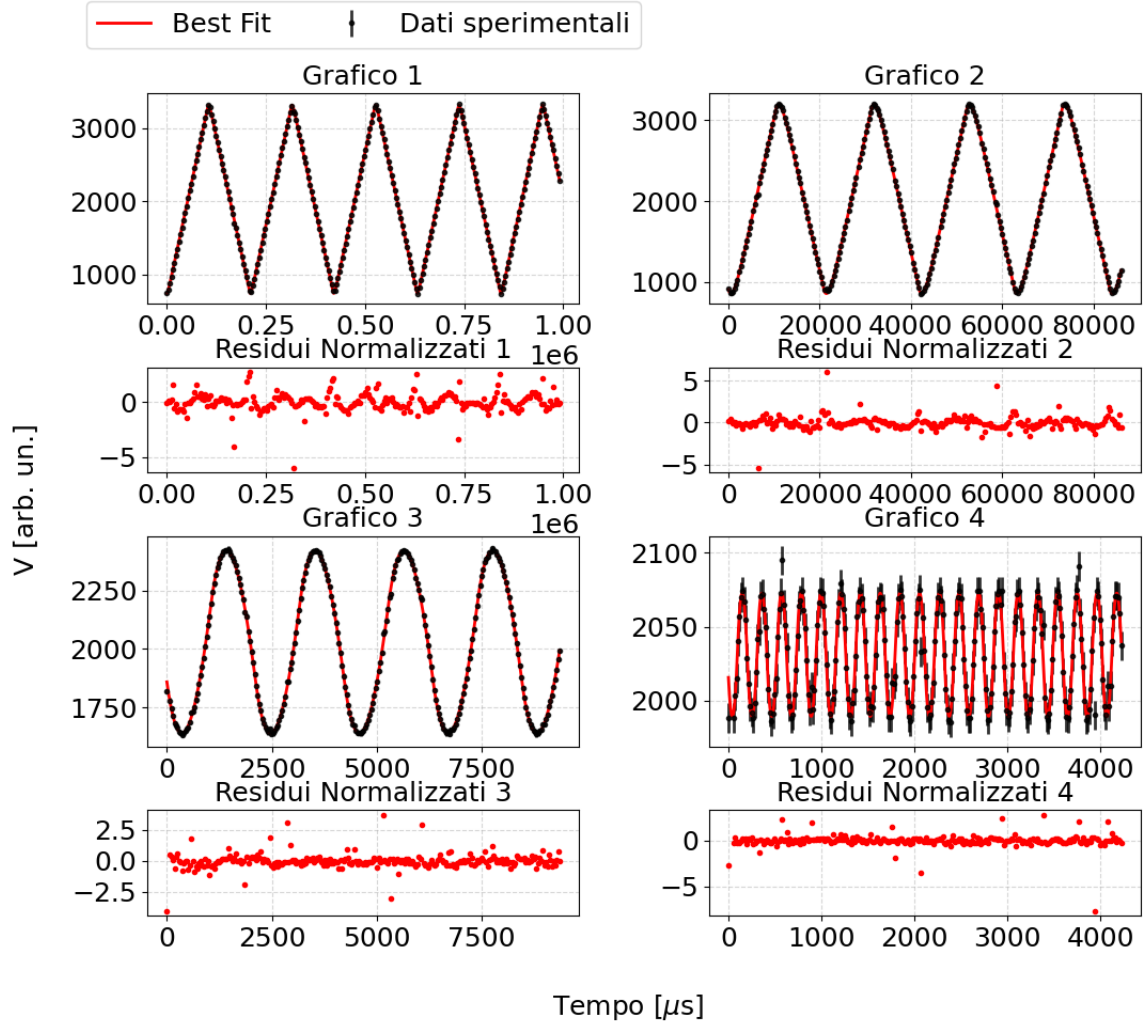 Best Fit Dati sperimentali
Grafico 1
3000
2000
1000
0.00 0.25 0.50 0.75 1.00
1e6
Grafico 2
3000
2000
1000
0 20000 40000 60000 80000
Residui Normalizzati 1
0
−5
0.00 0.25 0.50 0.75 1.00
1e6
Residui Normalizzati 2
5
0
−5
0 20000 40000 60000 80000
V [arb. un.]
Grafico 3
2250
2000
1750
0 2500 5000 7500
Grafico 4
2100
2050
2000
0 1000 2000 3000 4000
Residui Normalizzati 3
2.5
0.0
−2.5
0 2500 5000 7500
Residui Normalizzati 4
0
−5
0 1000 2000 3000 4000
Tempo [μs]